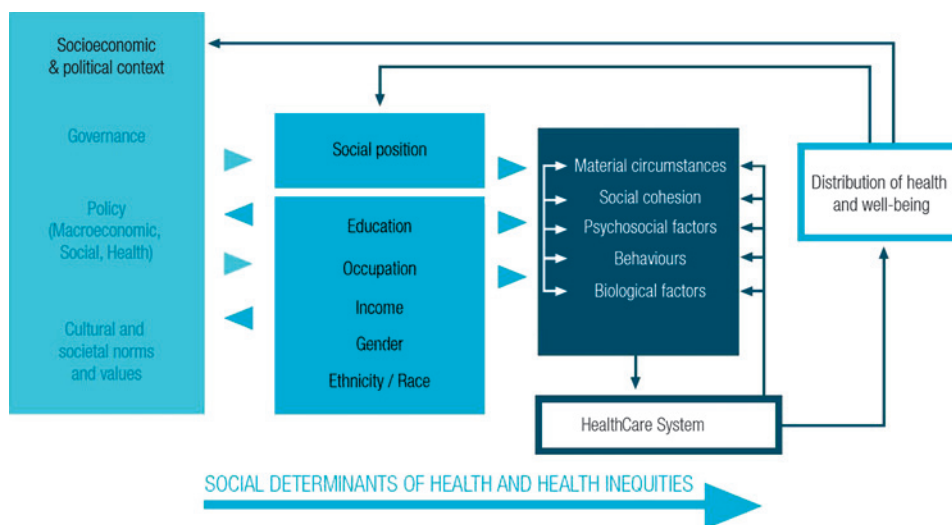 Socioeconomic
& political context
Governance
Policy
(Macroeconomic,
Social, Health)
Cultural and
societal norms
and values
Social position
Education
Occupation
Income
Gender
Ethnicity / Race
Material circumstances
Social cohesion
Psychosocial factors
Behaviours
Biological factors
HealthCare System
Distribution of health
and well-being
SOCIAL DETERMINANTS OF HEALTH AND HEALTH INEQUITIES